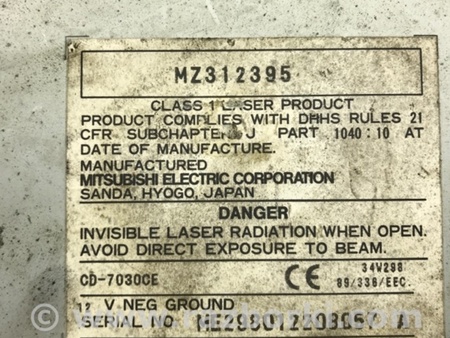 MZ312395
CLASS 1 LASER PRODUCT
PRODUCT COMPLIES WITH DHHS RULES 21
CFR SUBCHAPTER J PART 1040:10 AT
DATE OF MANUFACTURE.
MANUFACTURED
MITSUBISHI ELECTRIC CORPORATION
SANDA, HYOGO, JAPAN
DANGER
INVISIBLE LASER RADIATION WHEN OPEN.
AVOID DIRECT EXPOSURE TO BEAM.
CD-7030CE CE 34W298
89/336/EEC.
12 V NEG GROUND
SERIAL NO